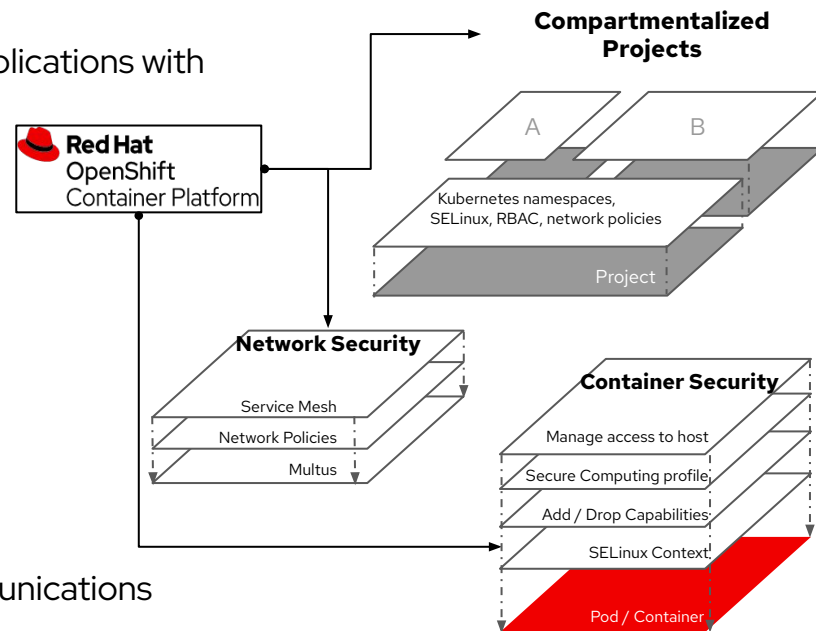 Compartmentalized
Projects
with
Red Hat
OpenShift
Container Platform
A
B
Kubernetes namespaces,
SELinux, RBAC, network policies
Project
Network Security
Service Mesh
Network Policies
Multus
Container Security
Manage access to host
Secure Computing profile
Add / Drop Capabilities
SELinux Context
Pod / Container